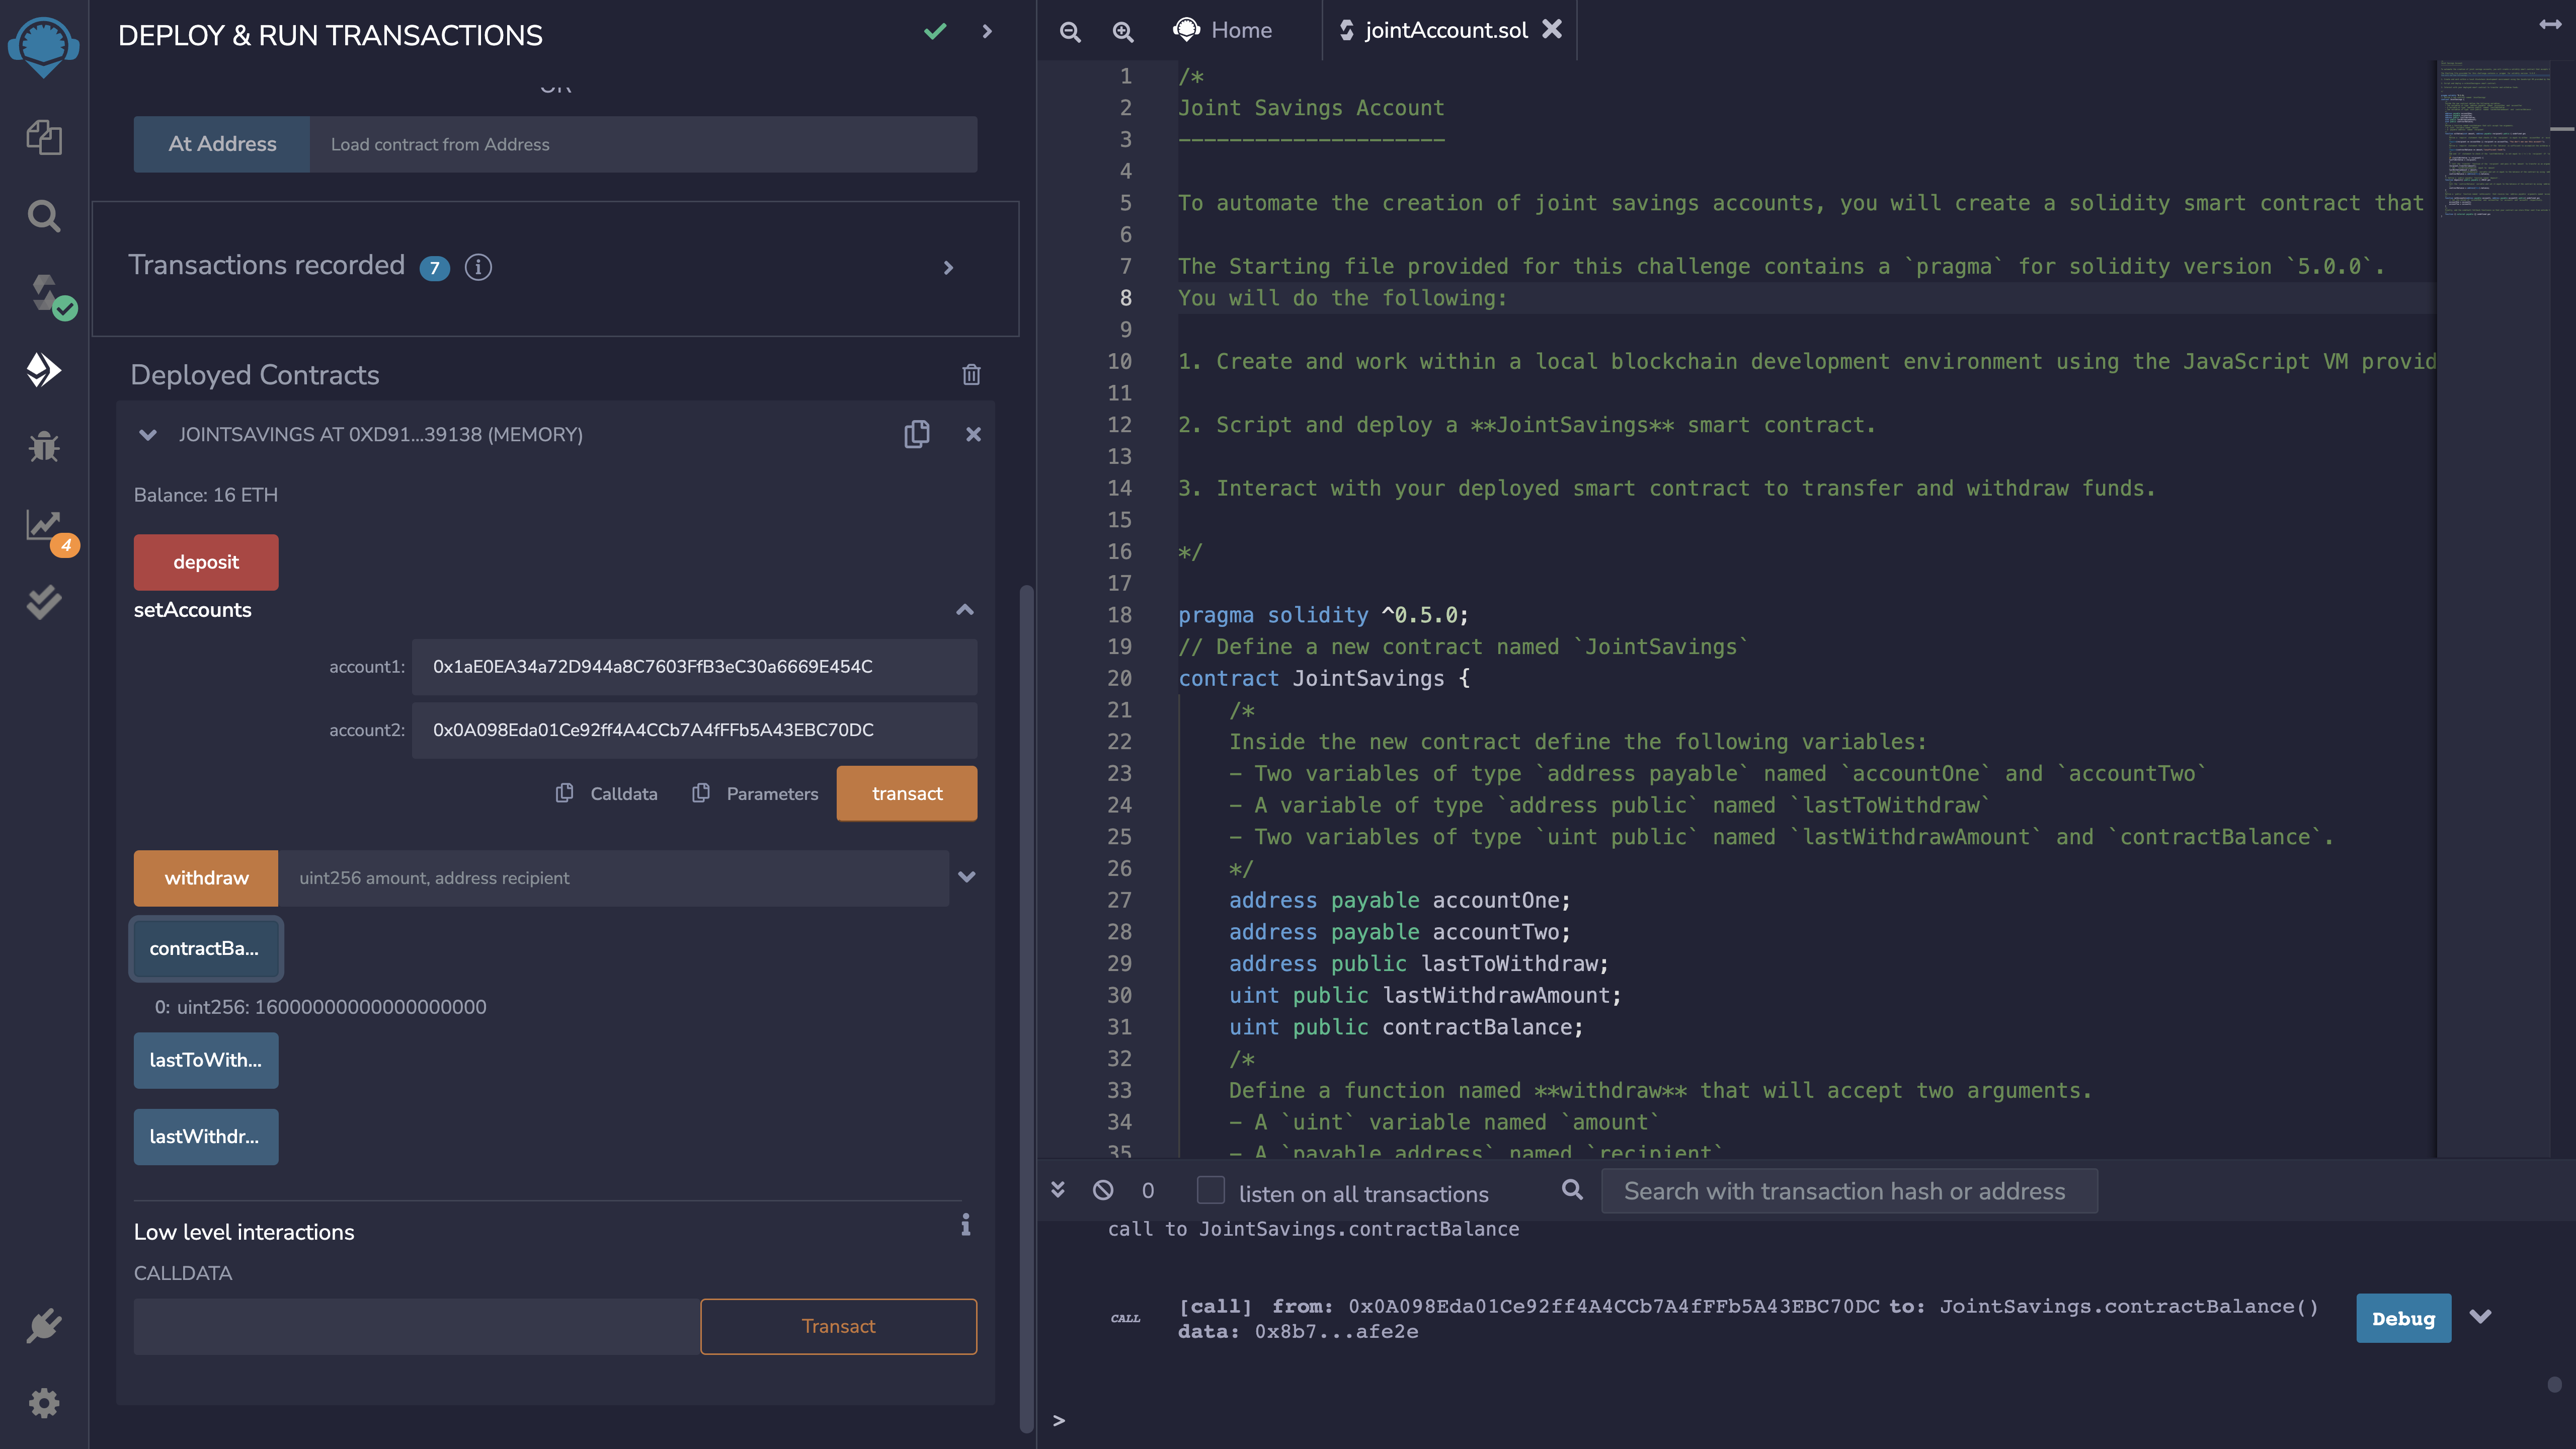 DEPLOY & RUN TRANSACTIONS
OR
At Address
Load contract from Address
Transactions recorded 7
Deployed Contracts
JOINTSAVINGS AT 0XD91...39138 (MEMORY)
Balance: 16 ETH
4
deposit
setAccounts
account1: 0x1aE0EA34a72D944a8C7603FfB3eC30a6669E454C
account2: 0x0A098Eda01Ce92ff4A4CCb7A4fFFb5A43EBC70DC
Calldata Parameters transact
withdraw uint256 amount, address recipient
contractBa...
0: uint256: 16000000000000000000
lastToWith...
lastWithdr...
Low level interactions
CALLDATA
Transact
Home jointAccount.sol
1 /*
2 Joint Savings Account
3 ---------------------
4
5 To automate the creation of joint savings accounts, you will create a solidity smart contract that
6
7 The Starting file provided for this challenge contains a `pragma` for solidity version `5.0.0`.
8 You will do the following:
9
10 1. Create and work within a local blockchain development environment using the JavaScript VM provid
11
12 2. Script and deploy a **JointSavings** smart contract.
13
14 3. Interact with your deployed smart contract to transfer and withdraw funds.
15
16 */
17
18 pragma solidity ^0.5.0;
19 // Define a new contract named `JointSavings`
20 contract JointSavings {
21 /*
22 Inside the new contract define the following variables:
23 - Two variables of type `address payable` named `accountOne` and `accountTwo`
24 - A variable of type `address public` named `lastToWithdraw`
25 - Two variables of type `uint public` named `lastWithdrawAmount` and `contractBalance`.
26 */
27 address payable accountOne;
28 address payable accountTwo;
29 address public lastToWithdraw;
30 uint public lastWithdrawAmount;
31 uint public contractBalance;
32 /*
33 Define a function named **withdraw** that will accept two arguments.
34 - A `uint` variable named `amount`
35 - A `payable address` named `recipient`
0 listen on all transactions Search with transaction hash or address
call to JointSavings.contractBalance
CALL [call] from: 0x0A098Eda01Ce92ff4A4CCb7A4fFFb5A43EBC70DC to: JointSavings.contractBalance()
data: 0x8b7...afe2e
Debug
>